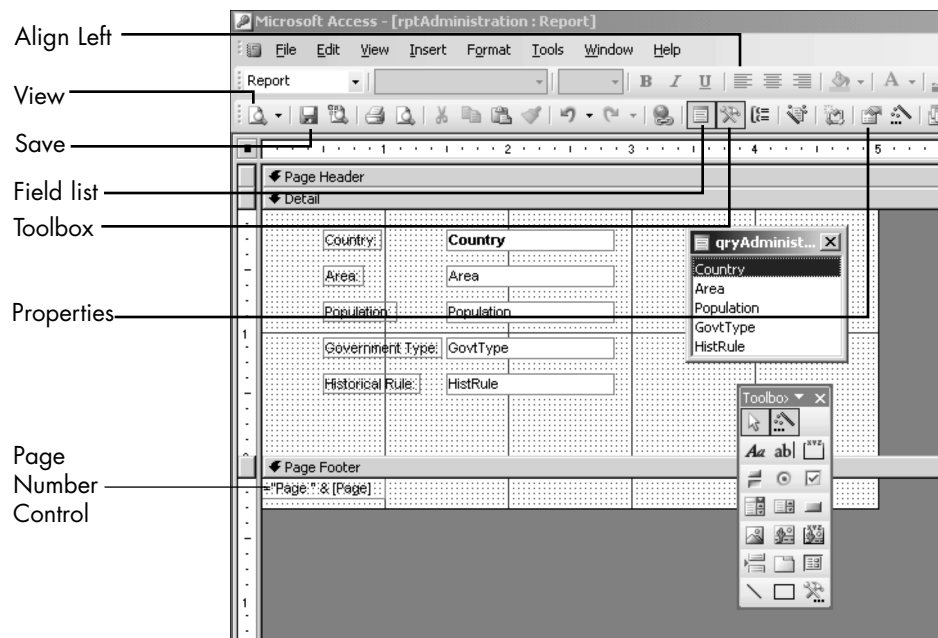 Microsoft Access - [rptAdministration : Report]
Align Left
File Edit View Insert Format Tools Window Help
Report
B I U
A
View
Save
1 2 3 4 5
Page Header
Field list
Detail
Toolbox
Country: Country
Area: Area
Population: Population
Government Type: GovtType
Historical Rule: HistRule
qryAdminist...
Country
Area
Population
GovtType
HistRule
Properties
1
Toolbo
Aa ab| XYZ
XYZ
Page Footer
="Page " & [Page]
Page
Number
Control
1